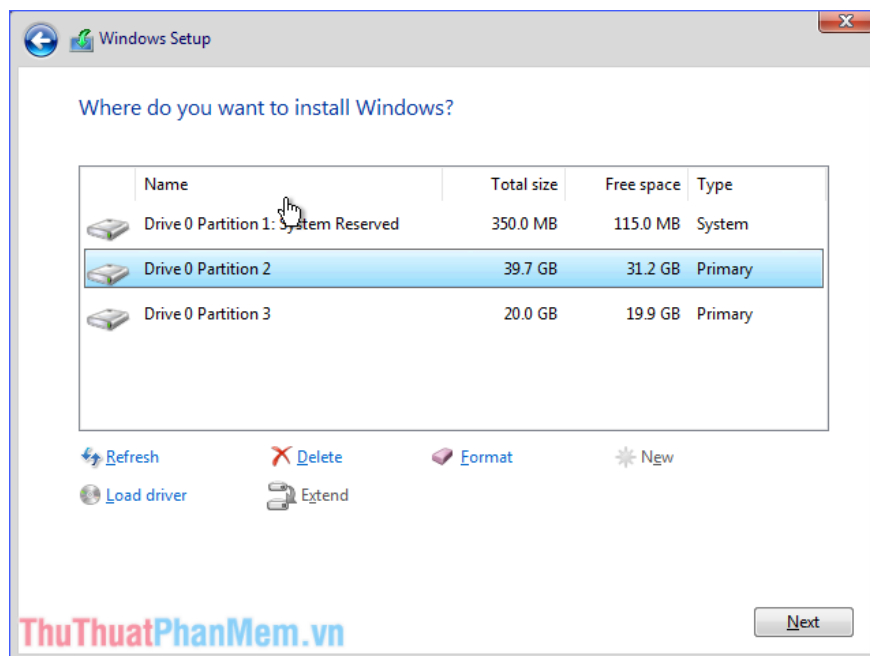 Windows Setup
Where do you want to install Windows?
Name Total size Free space Type
Drive 0 Partition 1: System Reserved 350.0 MB 115.0 MB System
Drive 0 Partition 2 39.7 GB 31.2 GB Primary
Drive 0 Partition 3 20.0 GB 19.9 GB Primary
Refresh Delete Format New
Load driver Extend
ThuThuatPhanMem.vn Next